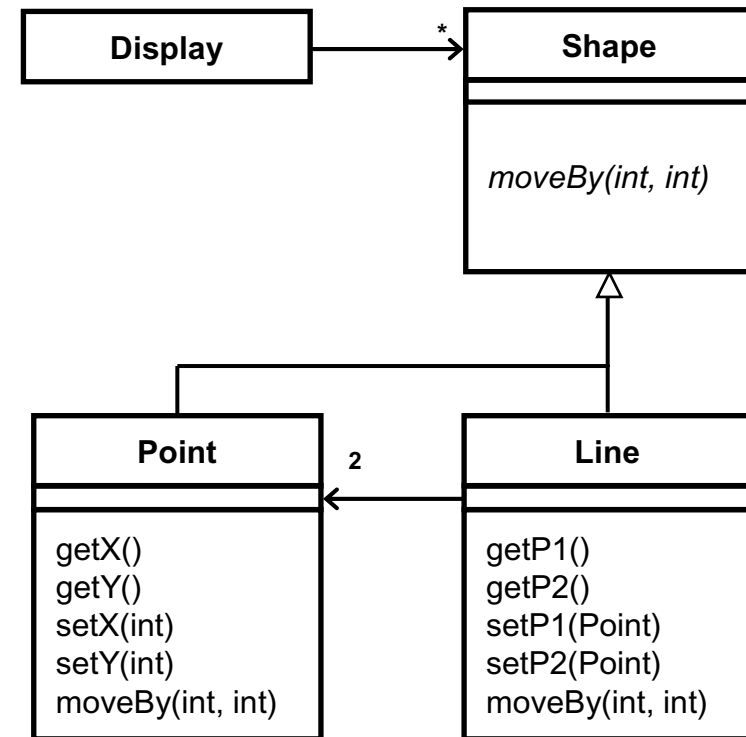 Display
*
Shape
moveBy(int, int)
Point
2
Line
getX()
getY()
setX(int)
setY(int)
moveBy(int, int)
getP1()
getP2()
setP1(Point)
setP2(Point)
moveBy(int, int)